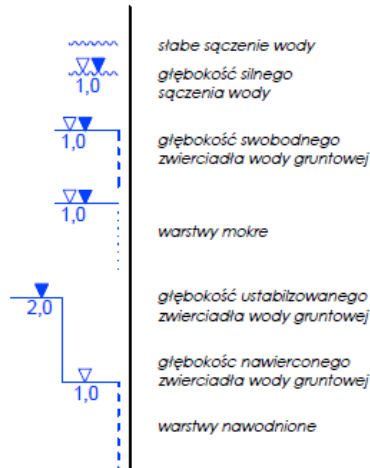 słabe sączenie wody
głębokość silnego
1,0
sączenia wody
1,0
głębokość swobodnego
zwierciadła wody gruntowej
1,0
warstwy mokre
głębokość ustabilzowanego
2,0
zwierciadła wody gruntowej
głębokośc nawierconego
zwierciadła wody gruntowej
1,0
warstwy nawodnione